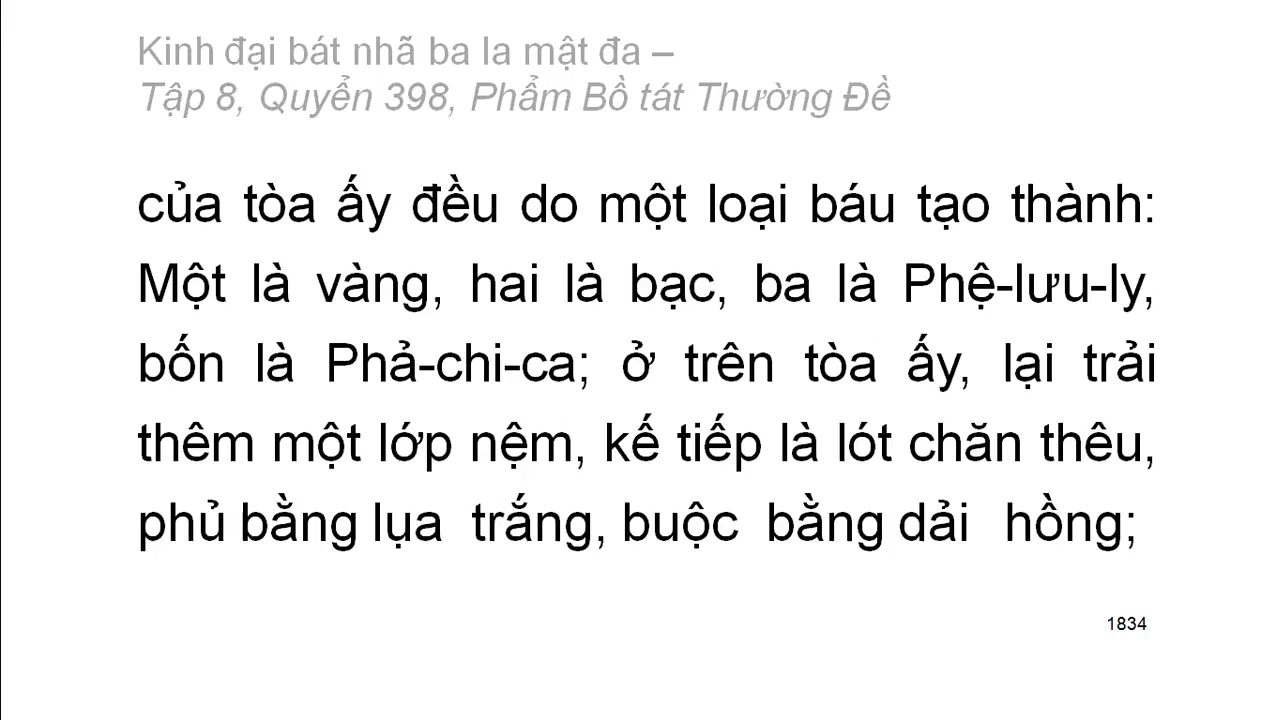 Kinh đại bát nhã ba la mật đa –
Tập 8, Quyển 398, Phẩm Bồ tát Thường Đề
của tòa ấy đều do một loại báu tạo thành:
Một là vàng, hai là bạc, ba là Phệ-lưu-ly,
bốn là Phả-chi-ca; ở trên tòa ấy, lại trải
thêm một lớp nệm, kế tiếp là lót chăn thêu,
phủ bằng lụa trắng, buộc bằng dải hồng;
1834